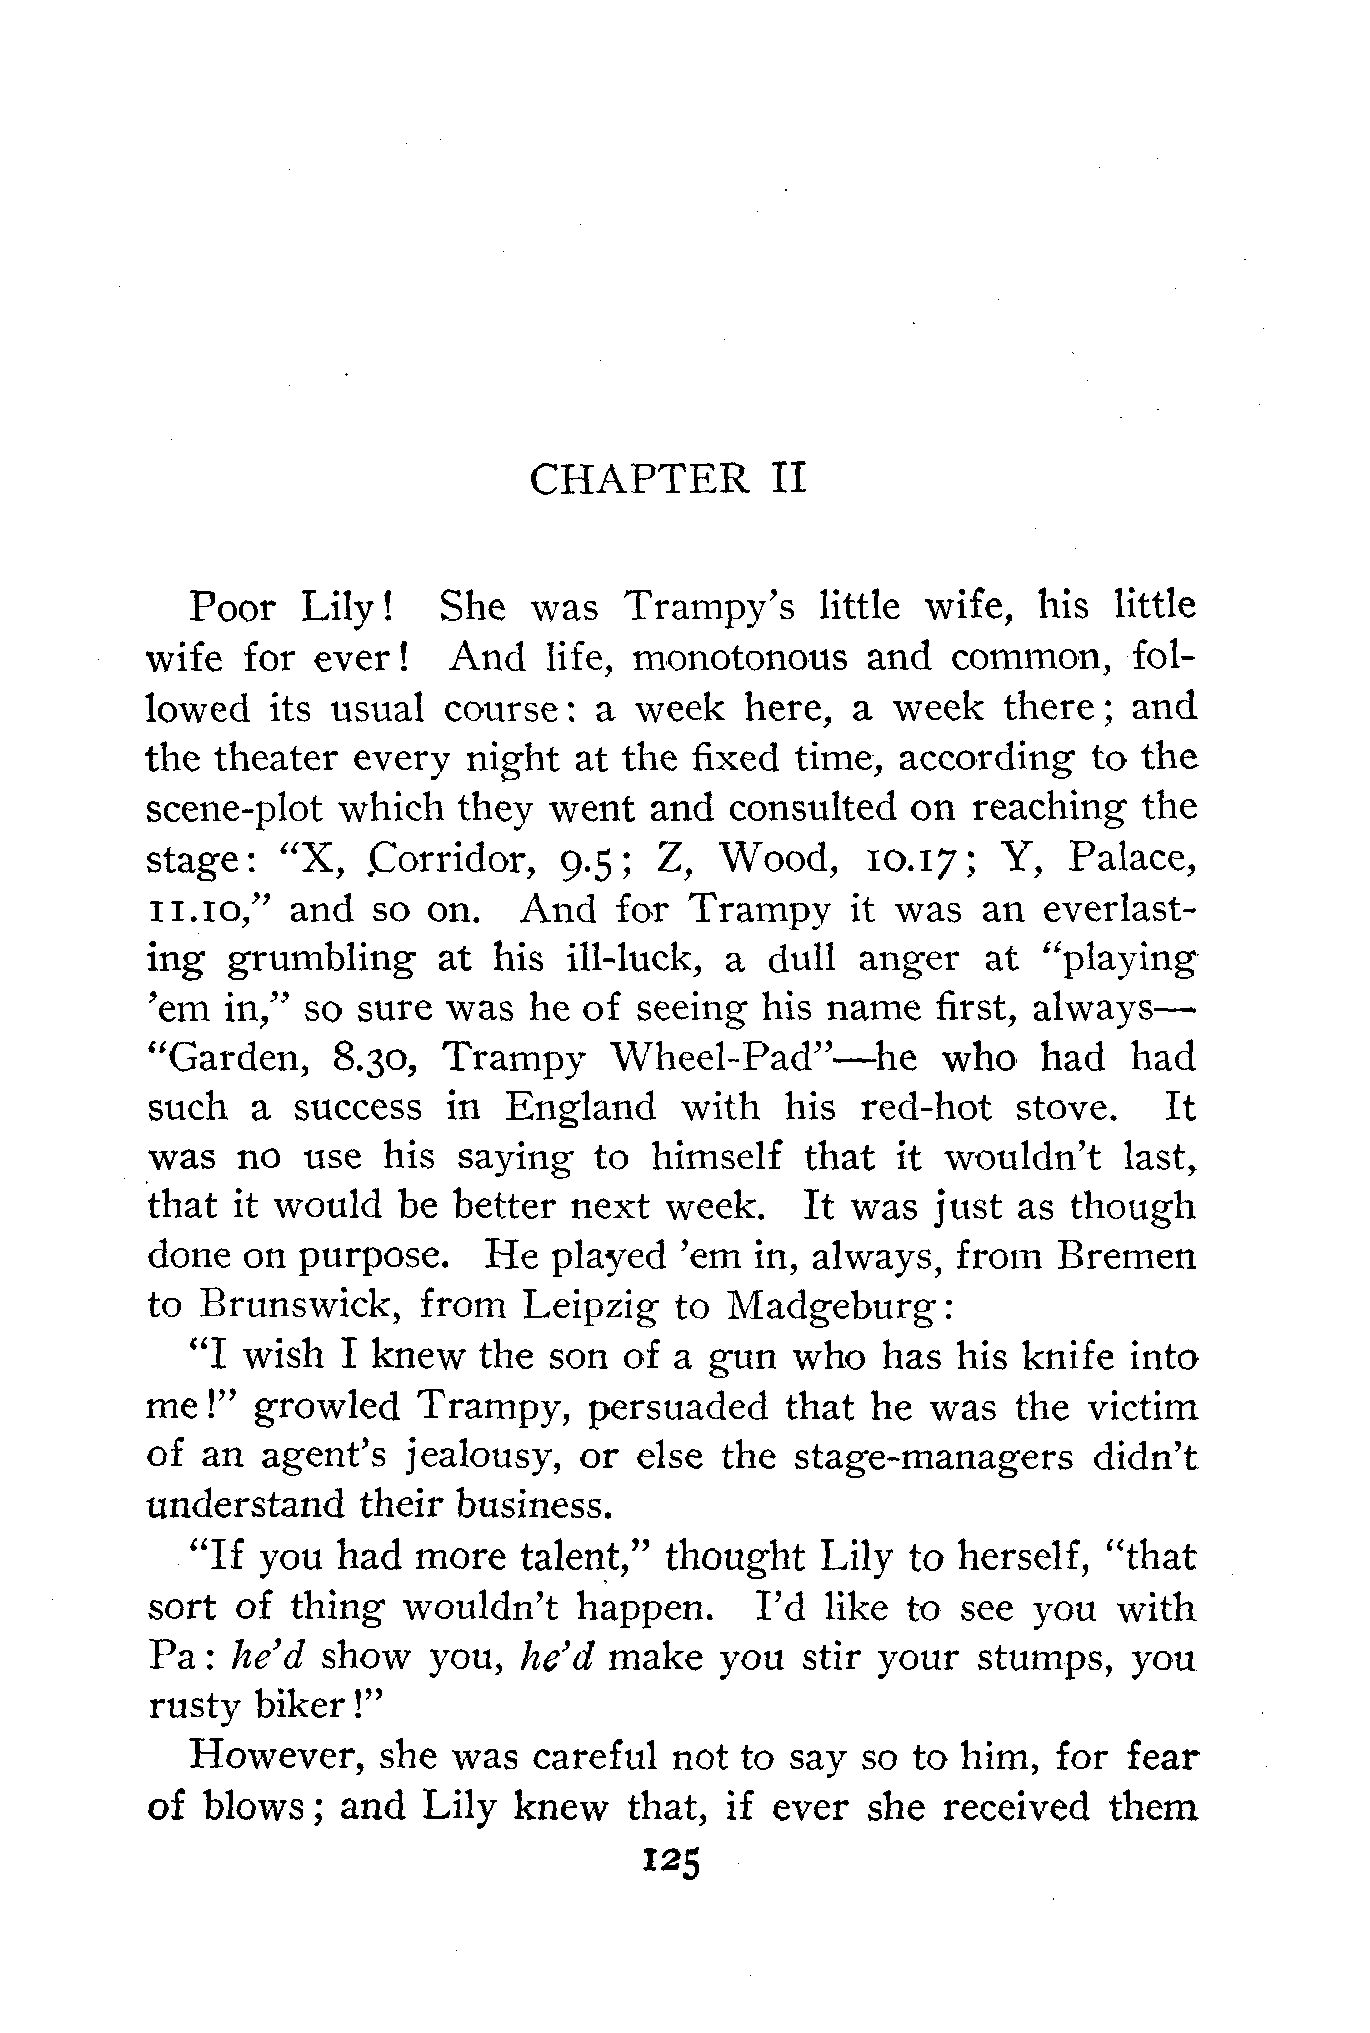 CHAPTER II
Poor Lily! She was Trampy's little wife, his little
wife for ever! And life, monotonous and common, fol-
lowed its usual course: a week here, a week there; and
the theater every night at the fixed time, according to the
scene-plot which they went and consulted on reaching the
stage: "X, Corridor, 9.5; Z, Wood, 10.17; Y, Palace,
11.10," and so on. And for Trampy it was an everlast-
ing grumbling at his ill-luck, a dull anger at "playing
'em in," so sure was he of seeing his name first, always—
"Garden, 8.30, Trampy Wheel-Pad"—he who had had
such a success in England with his red-hot stove. It
was no use his saying to himself that it wouldn't last,
that it would be better next week. It was just as though
done on purpose. He played 'em in, always, from Bremen
to Brunswick, from Leipzig to Madgeburg:
"I wish I knew the son of a gun who has his knife into
me!" growled Trampy, persuaded that he was the victim
of an agent's jealousy, or else the stage-managers didn't
understand their business.
"If you had more talent," thought Lily to herself, "that
sort of thing wouldn't happen. I'd like to see you with
Pa: he'd show you, he'd make you stir your stumps, you
rusty biker!"
However, she was careful not to say so to him, for fear
of blows; and Lily knew that, if ever she received them
125